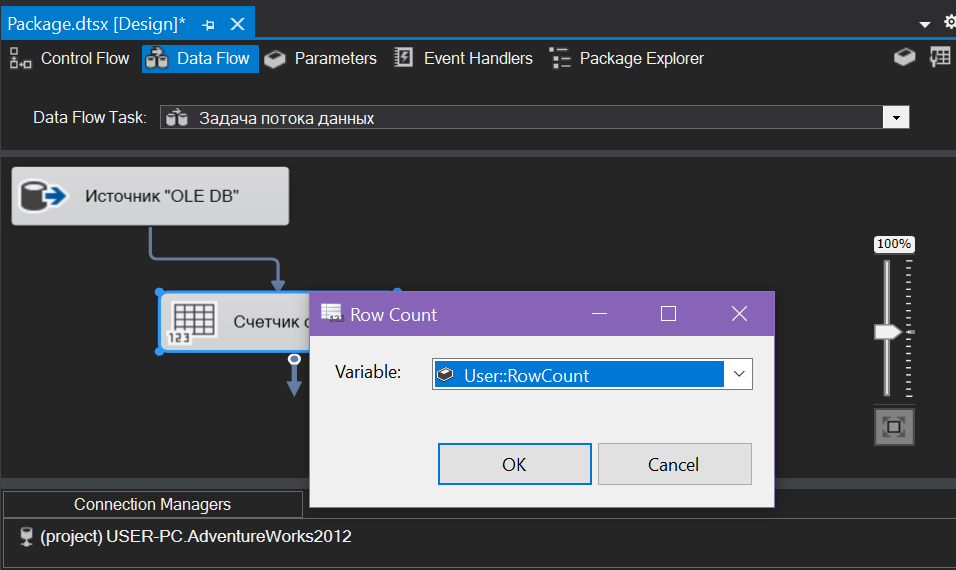 Package.dtsx [Design]*
Control Flow Data Flow Parameters Event Handlers Package Explorer
Data Flow Task: Задача потока данных
Источник "OLE DB"
100%
Счетчик с
123
Row Count
Variable: User::RowCount
OK Cancel
Connection Managers
(project) USER-PC.AdventureWorks2012